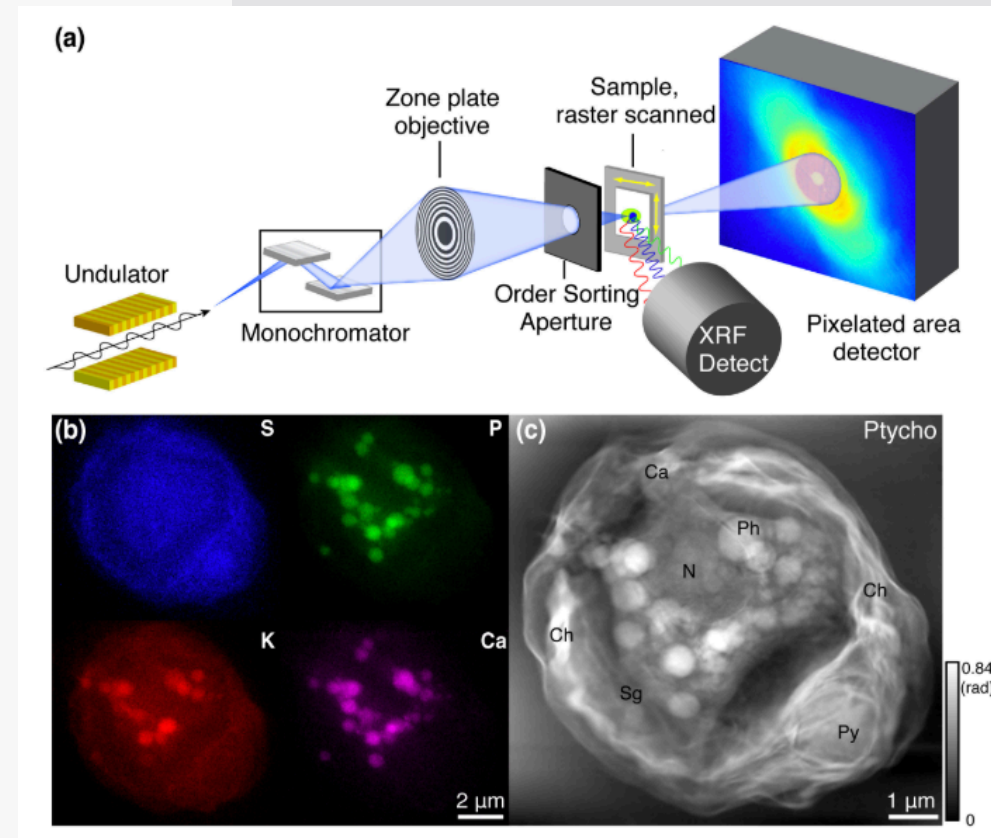 (a)
Zone plate
objective
Sample,
raster scanned
Undulator
Monochromator
Order Sorting
Aperture
XRF
Detect
Pixelated area
detector
(b)
S
P
K
Ca
2 µm
(c)
Ptycho
Ca
Ph
N
Ch
Ch
Sg
Py
0.84
(rad)
0
1 µm